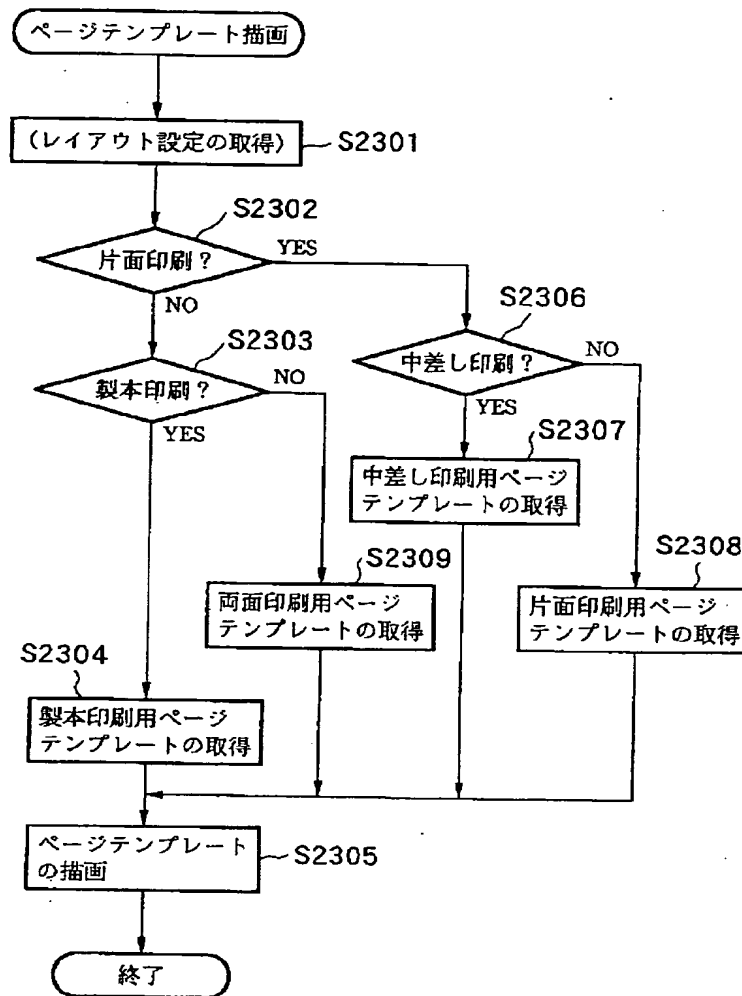 ページテンプレート描画
(レイアウト設定の取得)
S2301
S2302
片面印刷?
YES
NO
S2306
中差し印刷?
NO
YES
S2303
製本印刷?
NO
YES
S2307
中差し印刷用ページ
テンプレートの取得
S2309
両面印刷用ページ
テンプレートの取得
S2308
片面印刷用ページ
テンプレートの取得
S2304
製本印刷用ページ
テンプレートの取得
ページテンプレート
の描画
S2305
終了